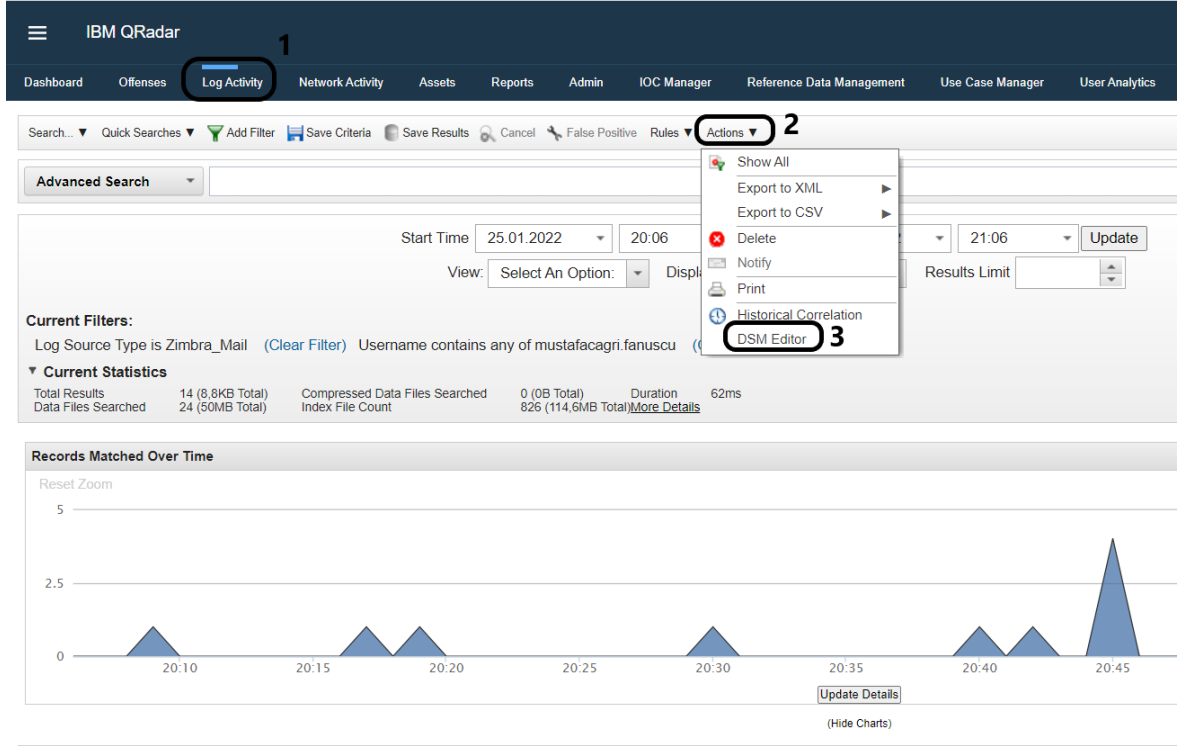 IBM QRadar
1
Dashboard Offenses Log Activity Network Activity Assets Reports Admin IOC Manager Reference Data Management Use Case Manager User Analytics
Search... ▼ Quick Searches ▼ Add Filter Save Criteria Save Results Cancel False Positive Rules ▼ Actions ▼ 2
Show All
Advanced Search
Export to XML
Export to CSV
Start Time 25.01.2022 20:06 Delete 21:06 Update
View: Select An Option: Notify Results Limit
Print
Historical Correlation
Current Filters:
DSM Editor 3
Log Source Type is Zimbra_Mail (Clear Filter) Username contains any of mustafacagri.fanuscu
▼ Current Statistics
Total Results 14 (8,8KB Total) Compressed Data Files Searched 0 (0B Total) Duration 62ms
Data Files Searched 24 (50MB Total) Index File Count 826 (114,6MB Total)More Details
Records Matched Over Time
Reset Zoom
5
2.5
0
20:10 20:15 20:20 20:25 20:30 20:35 20:40 20:45
Update Details
(Hide Charts)